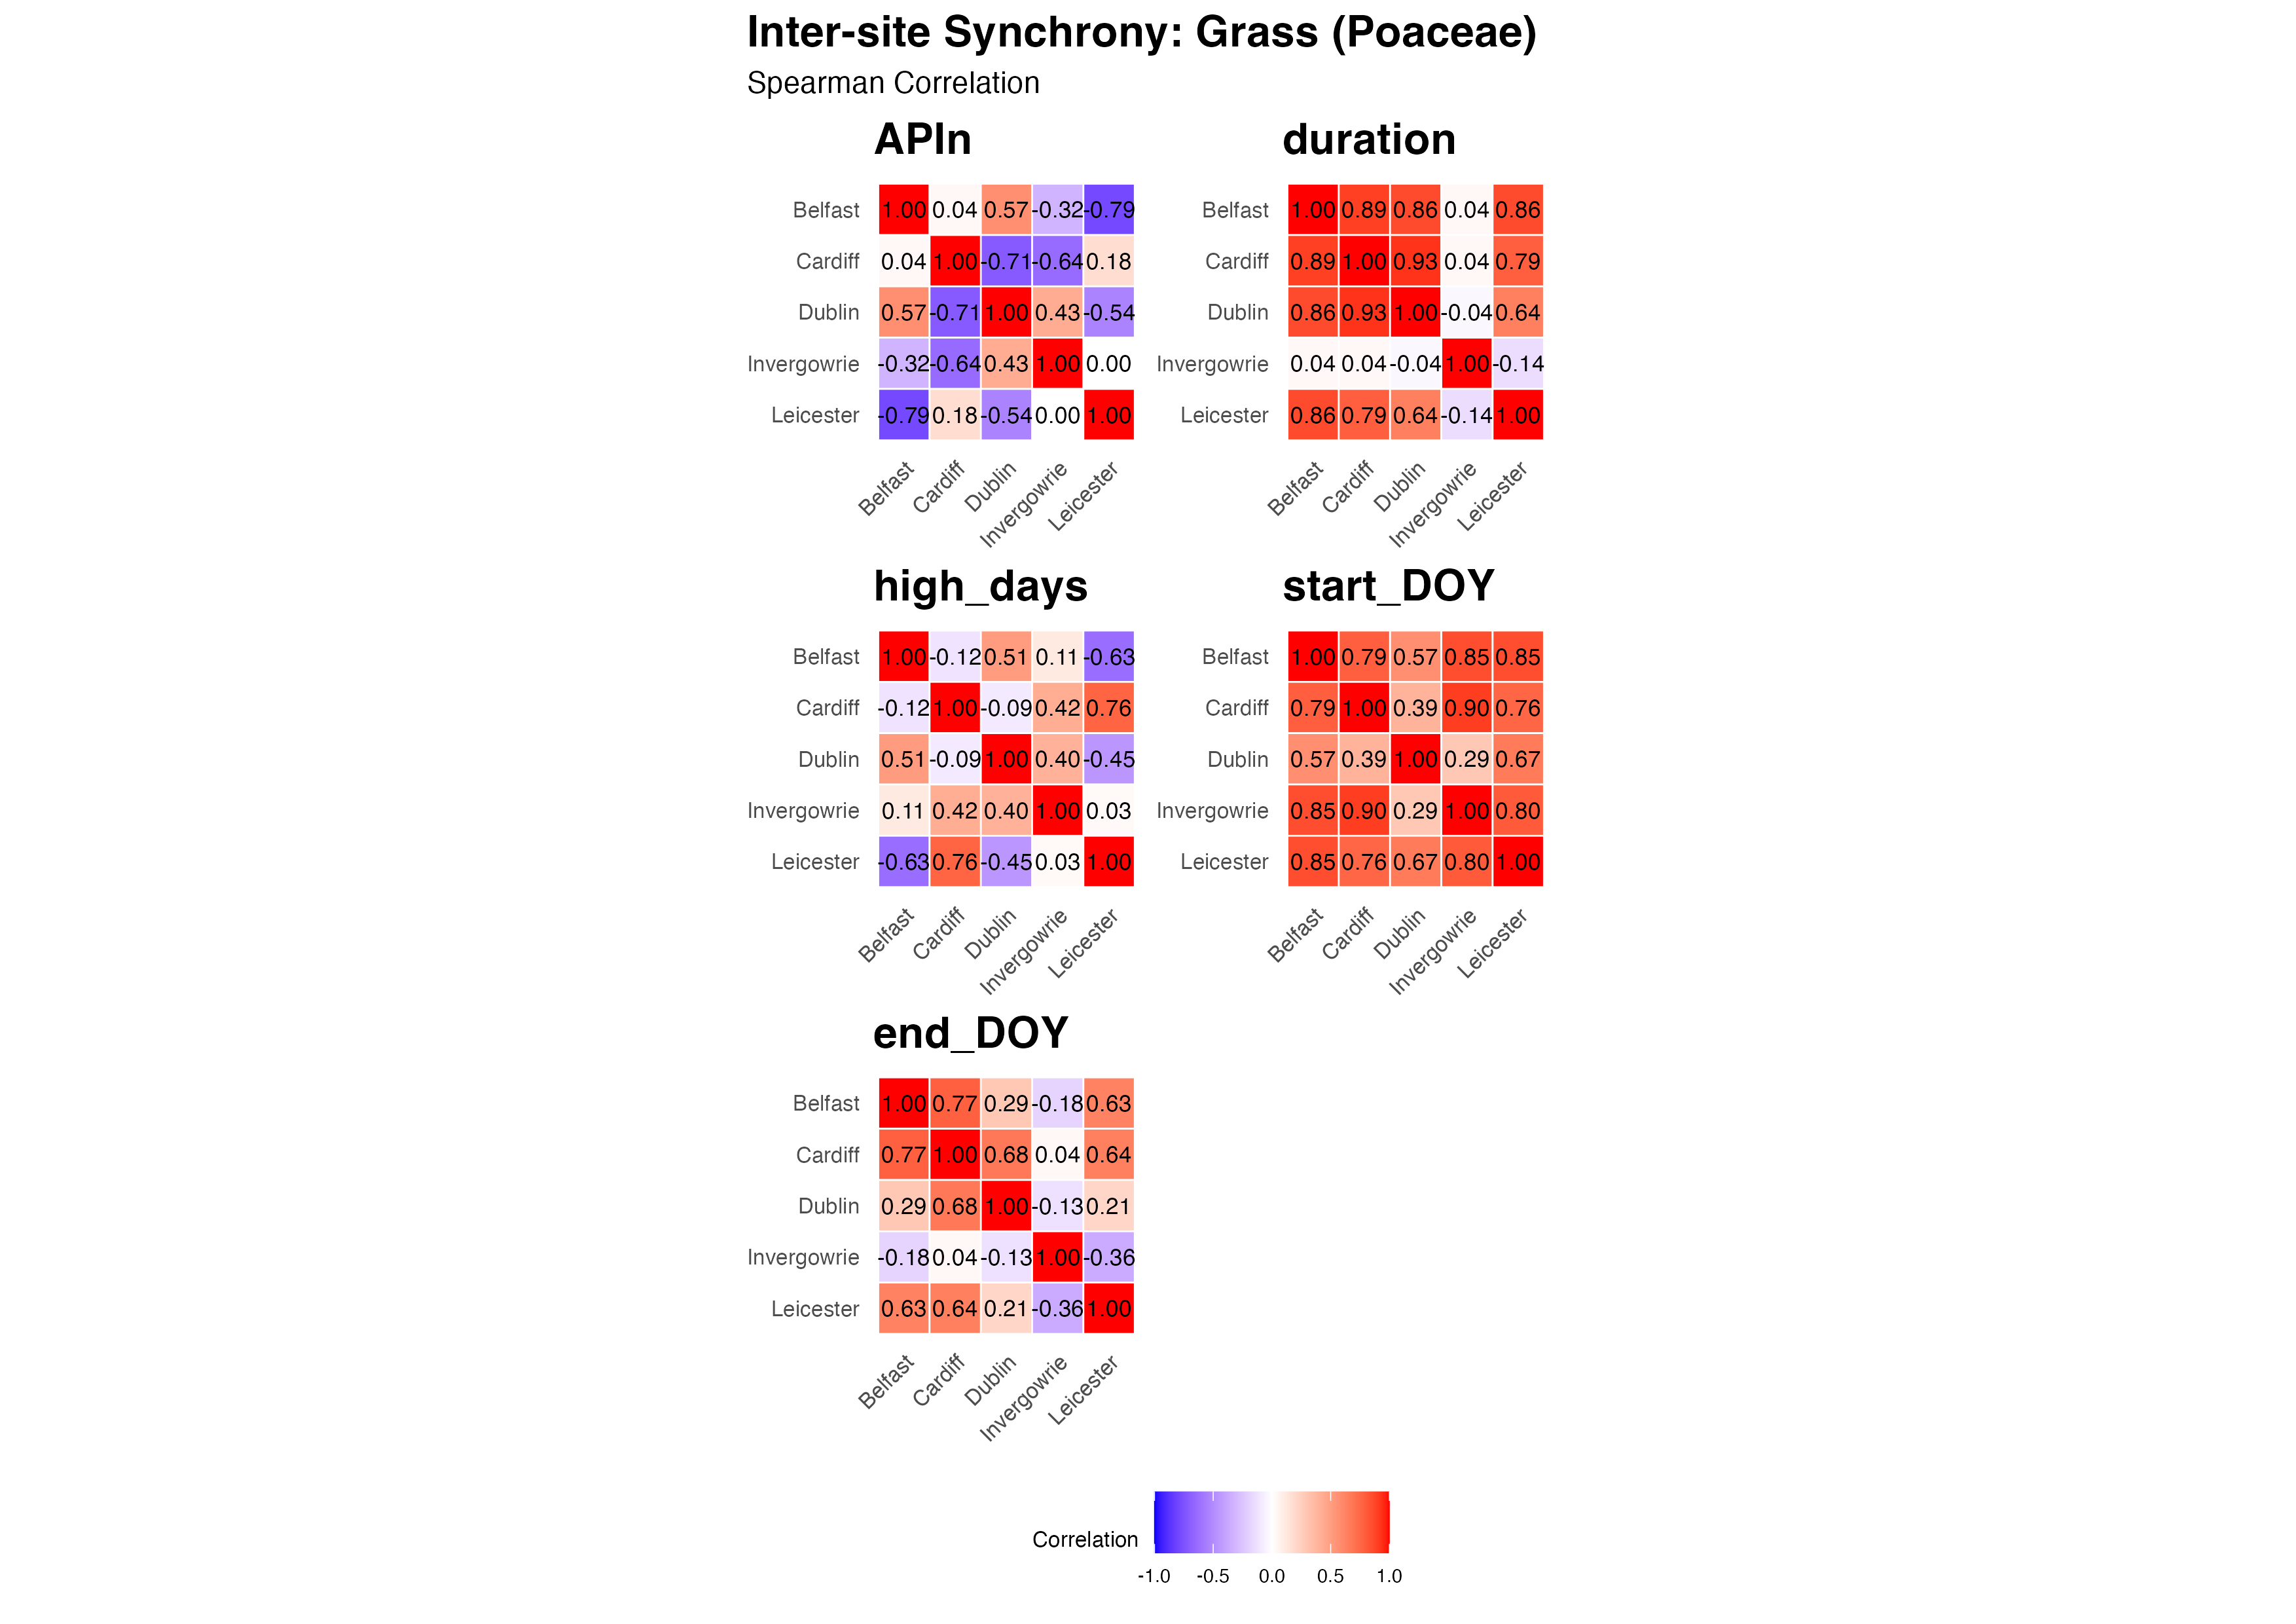 Inter-site Synchrony: Grass (Poaceae)
Spearman Correlation
APIn
Belfast 1.00 0.04 0.57 -0.32 -0.79
Cardiff 0.04 1.00 -0.71 -0.64 0.18
Dublin 0.57 -0.71 1.00 0.43 -0.54
Invergowrie -0.32 -0.64 0.43 1.00 0.00
Leicester -0.79 0.18 -0.54 0.00 1.00
Belfast Cardiff Dublin Invergowrie Leicester
duration
Belfast 1.00 0.89 0.86 0.04 0.86
Cardiff 0.89 1.00 0.93 0.04 0.79
Dublin 0.86 0.93 1.00 -0.04 0.64
Invergowrie 0.04 0.04 -0.04 1.00 -0.14
Leicester 0.86 0.79 0.64 -0.14 1.00
Belfast Cardiff Dublin Invergowrie Leicester
high_days
Belfast 1.00 -0.12 0.51 0.11 -0.63
Cardiff -0.12 1.00 -0.09 0.42 0.76
Dublin 0.51 -0.09 1.00 0.40 -0.45
Invergowrie 0.11 0.42 0.40 1.00 0.03
Leicester -0.63 0.76 -0.45 0.03 1.00
Belfast Cardiff Dublin Invergowrie Leicester
start_DOY
Belfast 1.00 0.79 0.57 0.85 0.85
Cardiff 0.79 1.00 0.39 0.90 0.76
Dublin 0.57 0.39 1.00 0.29 0.67
Invergowrie 0.85 0.90 0.29 1.00 0.80
Leicester 0.85 0.76 0.67 0.80 1.00
Belfast Cardiff Dublin Invergowrie Leicester
end_DOY
Belfast 1.00 0.77 0.29 -0.18 0.63
Cardiff 0.77 1.00 0.68 0.04 0.64
Dublin 0.29 0.68 1.00 -0.13 0.21
Invergowrie -0.18 0.04 -0.13 1.00 -0.36
Leicester 0.63 0.64 0.21 -0.36 1.00
Belfast Cardiff Dublin Invergowrie Leicester
Correlation
-1.0 -0.5 0.0 0.5 1.0